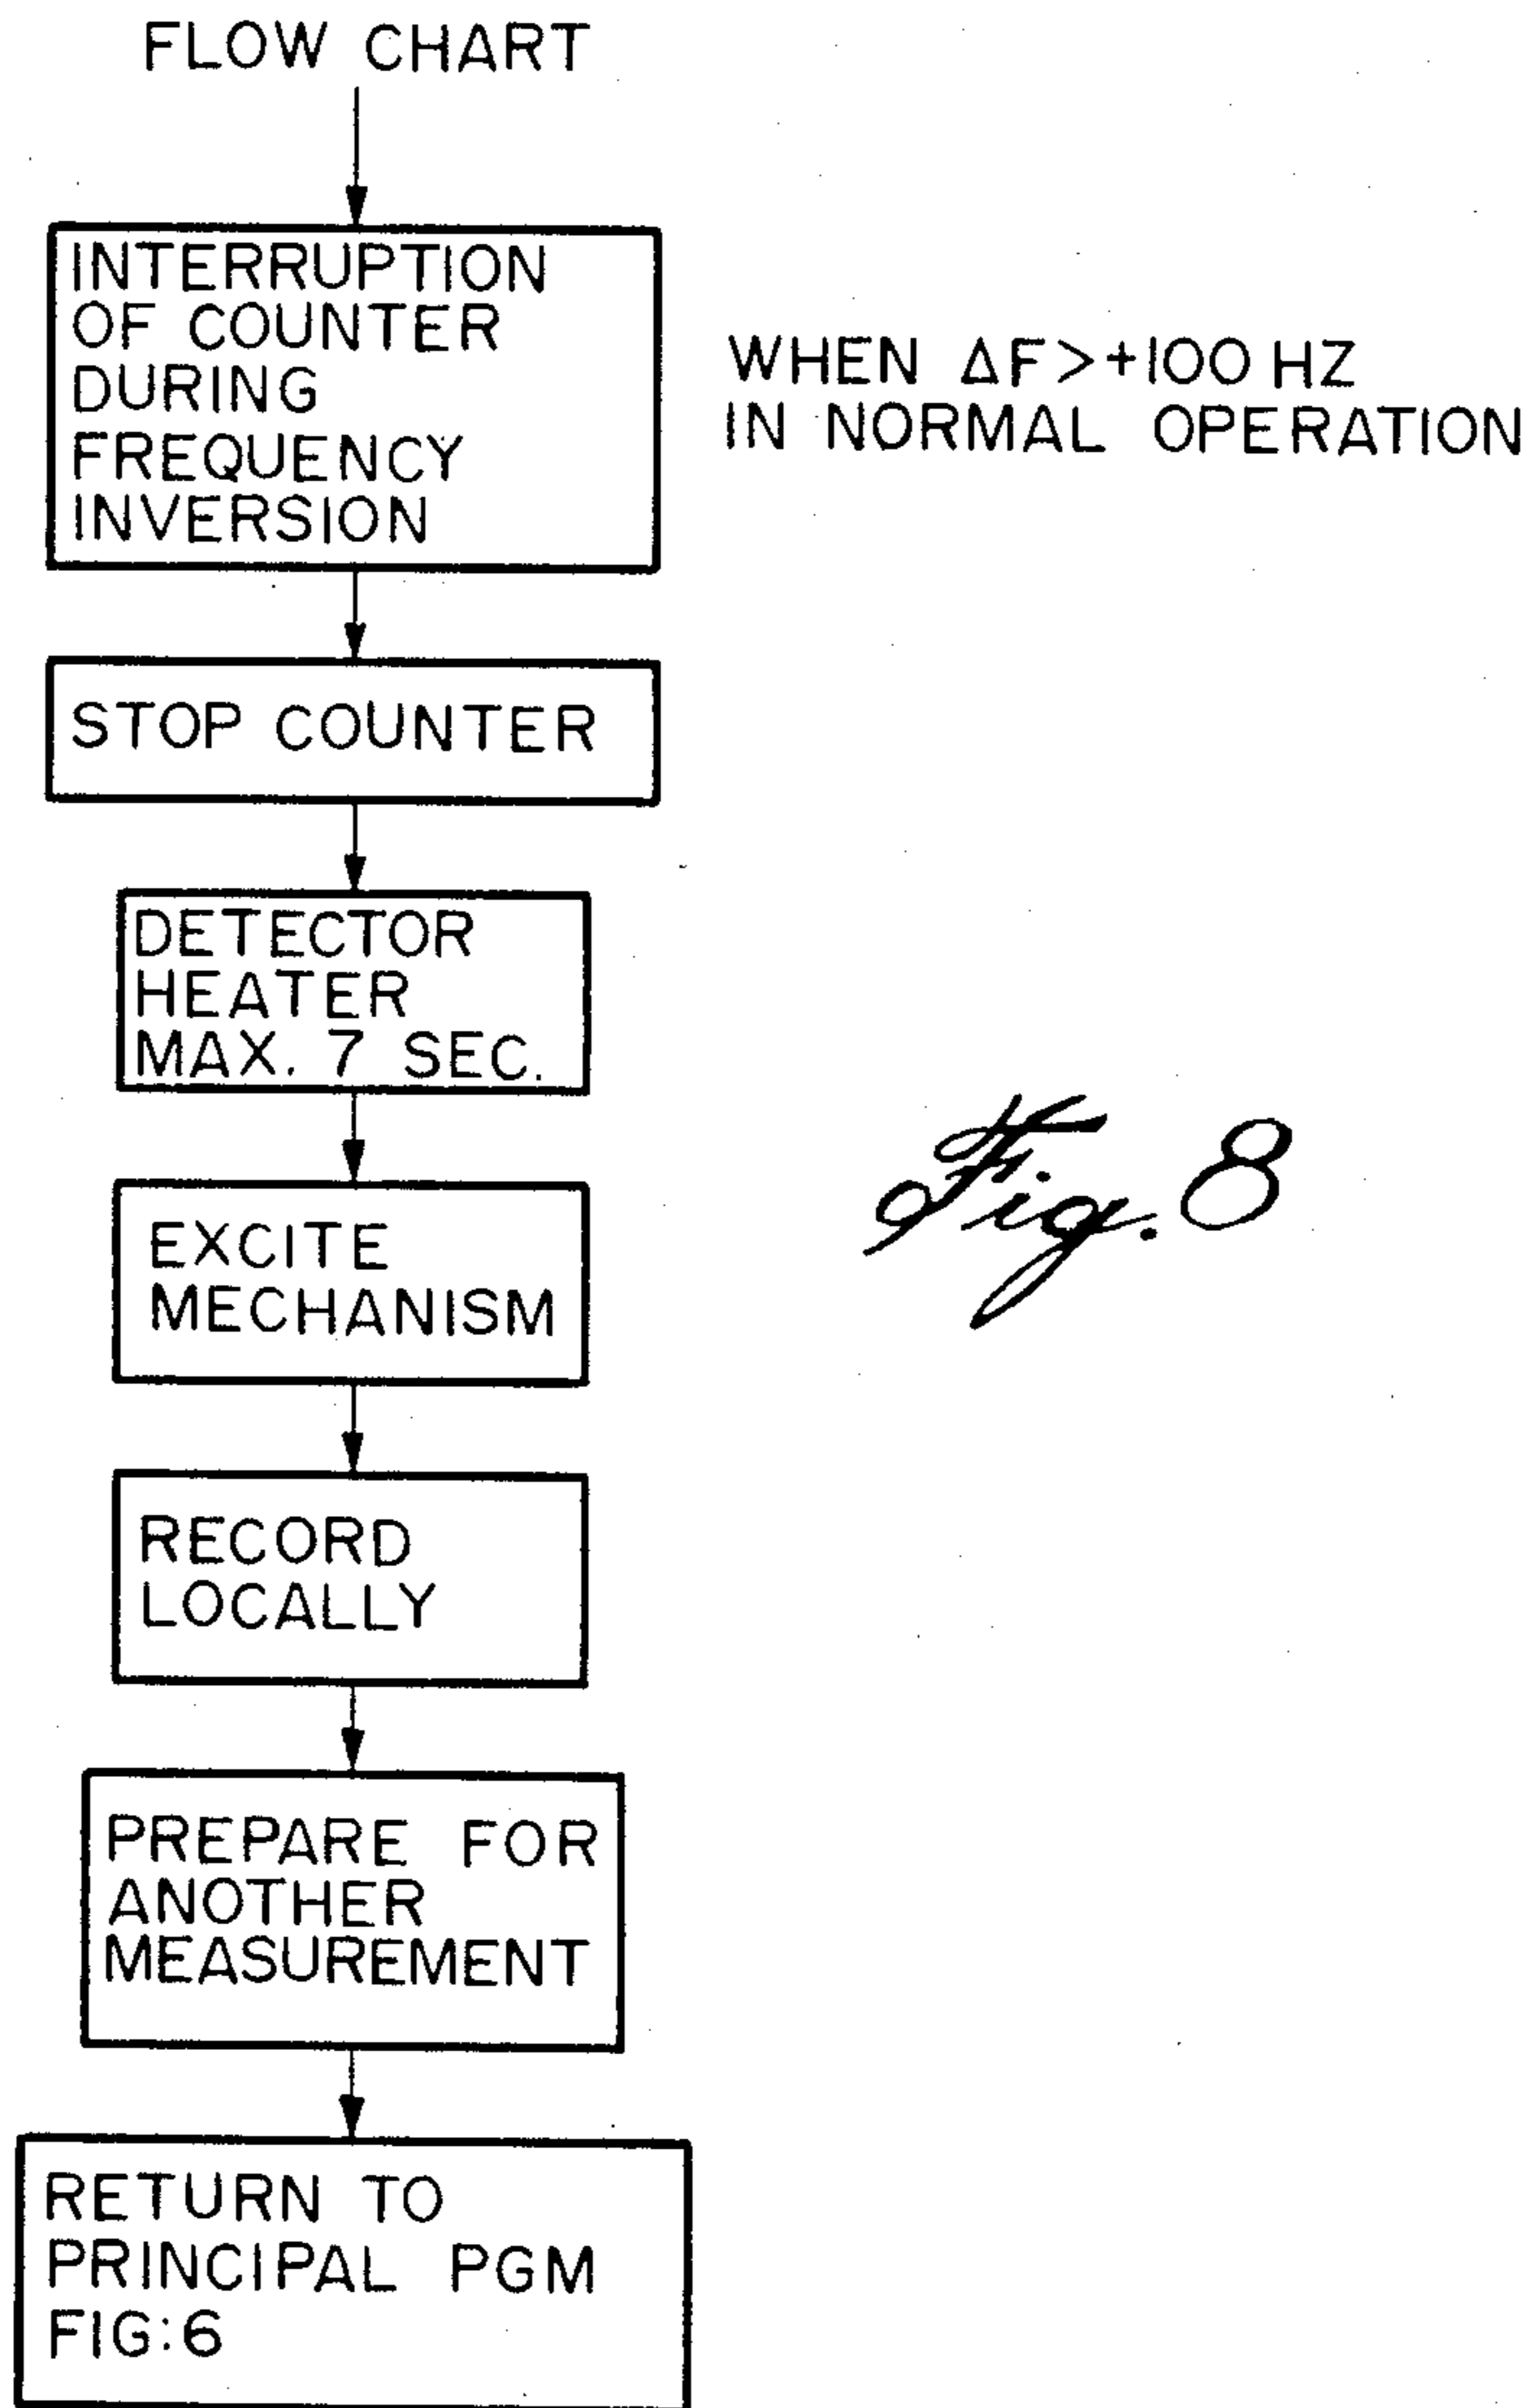 FLOW CHART
INTERRUPTION
OF COUNTER
DURING
FREQUENCY
INVERSION
WHEN ΔF>+100 HZ
IN NORMAL OPERATION
STOP COUNTER
DETECTOR
HEATER
MAX. 7 SEC.
EXCITE
MECHANISM
Fig. 8
RECORD
LOCALLY
PREPARE FOR
ANOTHER
MEASUREMENT
RETURN TO
PRINCIPAL PGM
FIG:6